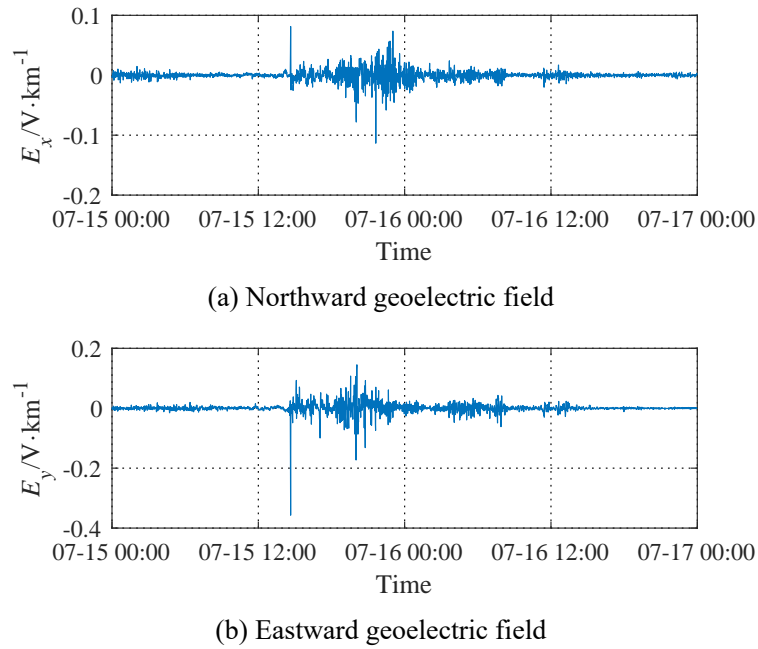 0.1
0
-0.1
-0.2
Eₓ/V·km⁻¹
07-15 00:00 07-15 12:00 07-16 00:00 07-16 12:00 07-17 00:00
Time
(a) Northward geoelectric field
0.2
0
-0.2
-0.4
E_y/V·km⁻¹
07-15 00:00 07-15 12:00 07-16 00:00 07-16 12:00 07-17 00:00
Time
(b) Eastward geoelectric field